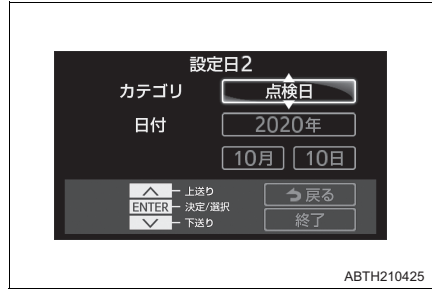 設定日2
カテゴリ 点検日
日付 2020年
10月 10日
上送り
ENTER 決定/選択
下送り
戻る
終了
ABTH210425